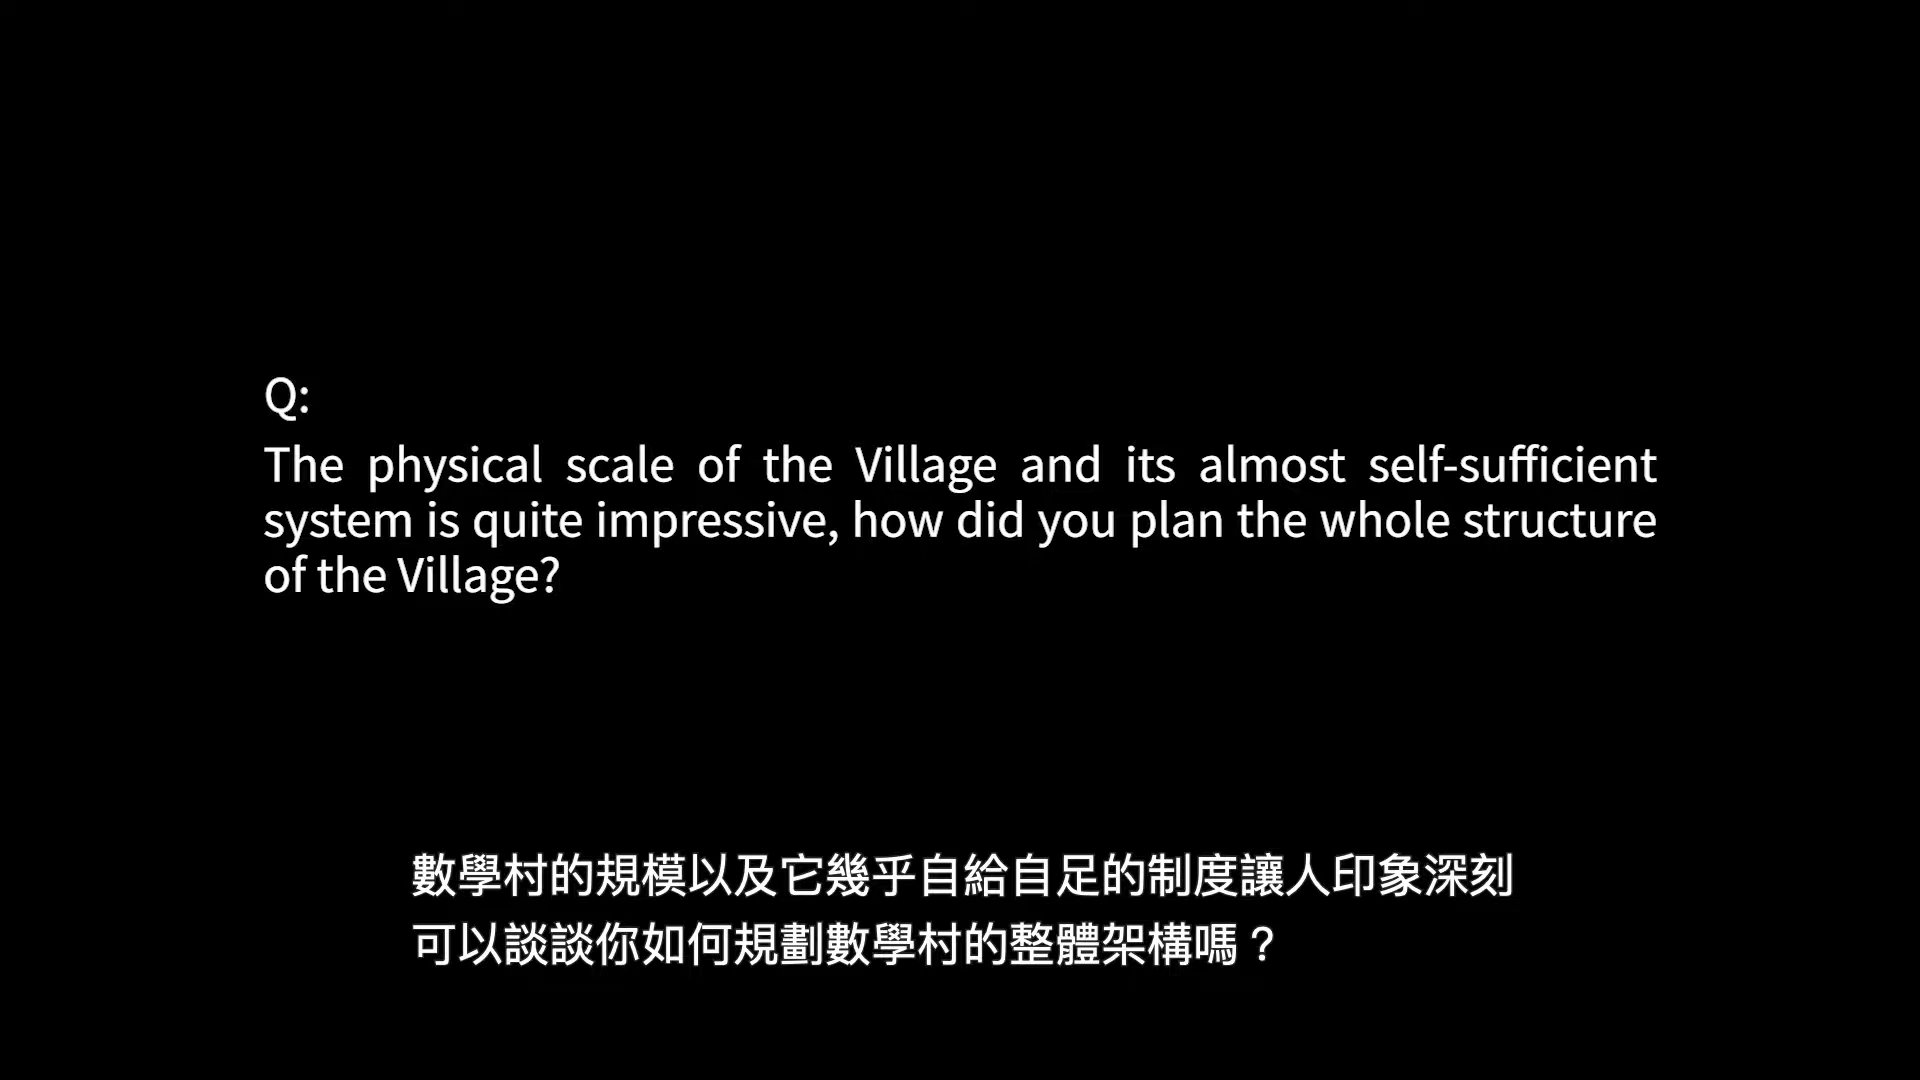 Q:
The physical scale of the Village and its almost self-sufficient
system is quite impressive, how did you plan the whole structure
of the Village?
數學村的規模以及它幾乎自給自足的制度讓人印象深刻
可以談談你如何規劃數學村的整體架構嗎？